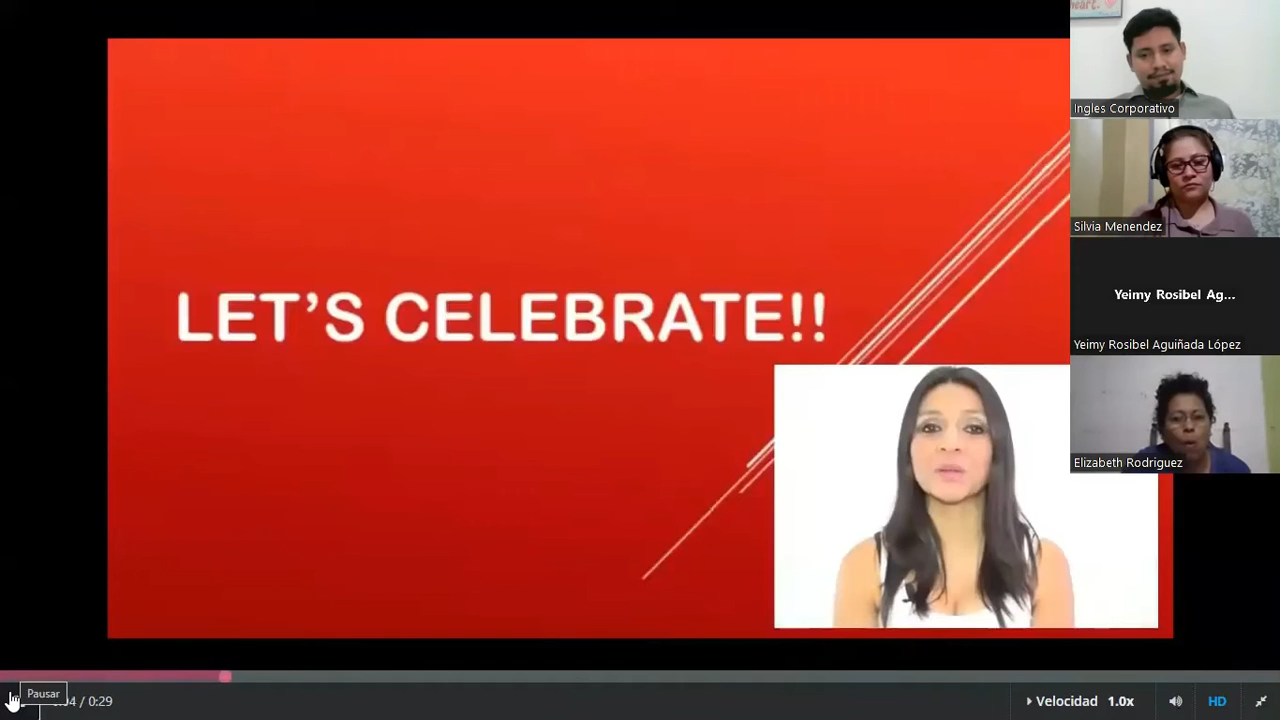 heart.
Ingles Corporativo
Silvia Menendez
Yeimy Rosibel Ag...
Yeimy Rosibel Aguiñada López
Elizabeth Rodriguez
LET'S CELEBRATE!!
Pausar
/ 0:29
Velocidad 1.0x
HD